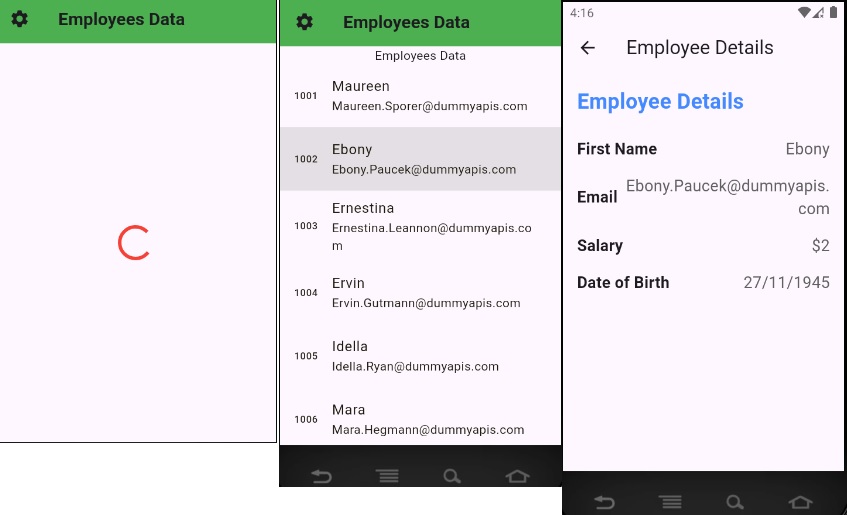 Employees Data
Employees Data
Employees Data
1001
Maureen
Maureen.Sporer@dummyapis.com
1002
Ebony
Ebony.Paucek@dummyapis.com
1003
Ernestina
Ernestina.Leannon@dummyapis.co
m
1004
Ervin
Ervin.Gutmann@dummyapis.com
1005
Idella
Idella.Ryan@dummyapis.com
1006
Mara
Mara.Hegmann@dummyapis.com
4:16
Employee Details
Employee Details
First Name Ebony
Email Ebony.Paucek@dummyapis.
com
Salary $2
Date of Birth 27/11/1945